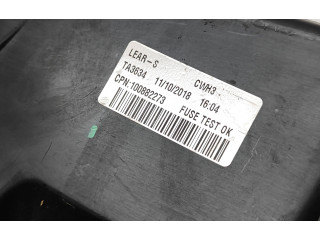 LEAR-S CWH3
TA3634 11/10/2018 16:04
CPN:100882273 FUSE TEST OK